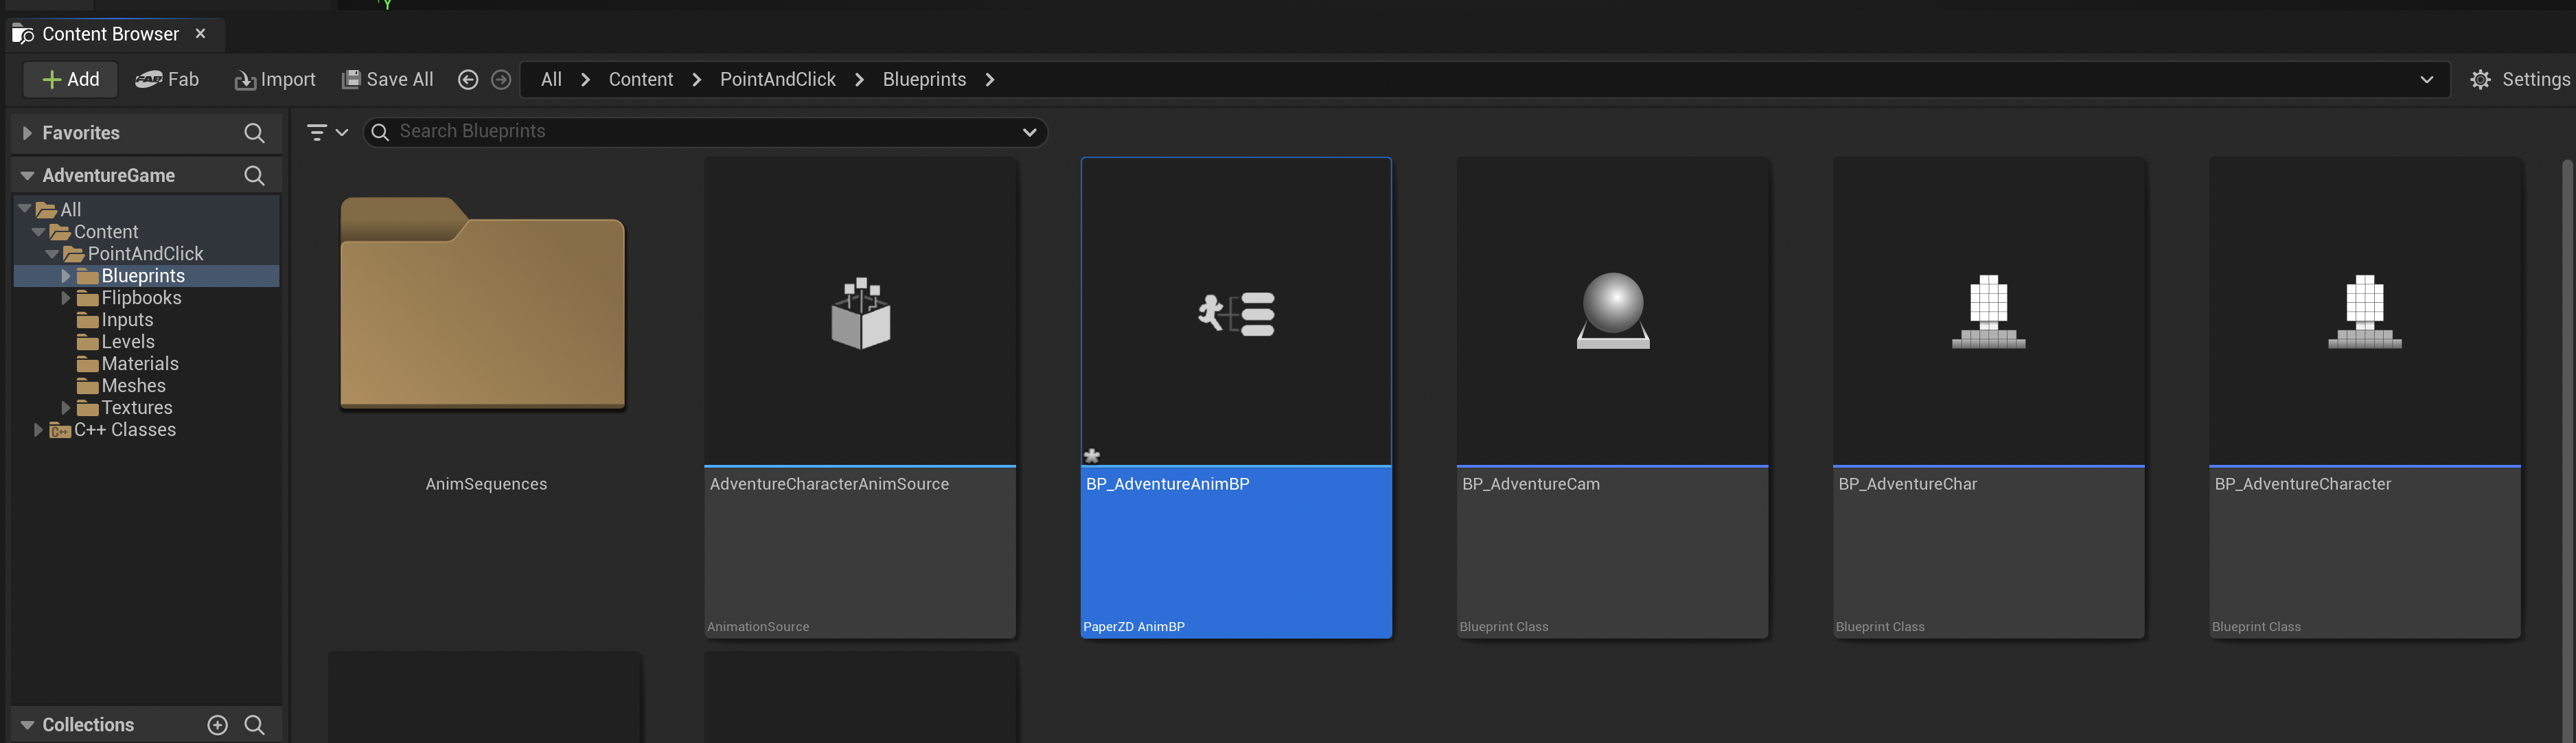 Content Browser
Add
Fab
Import
Save All
All
Content
PointAndClick
Blueprints
Settings
Favorites
Search Blueprints
AdventureGame
All
Content
PointAndClick
Blueprints
Flipbooks
Inputs
Levels
Materials
Meshes
Textures
C++ Classes
Collections
AnimSequences
AdventureCharacterAnimSource
AnimationSource
BP_AdventureAnimBP
PaperZD AnimBP
BP_AdventureCam
Blueprint Class
BP_AdventureChar
Blueprint Class
BP_AdventureCharacter
Blueprint Class